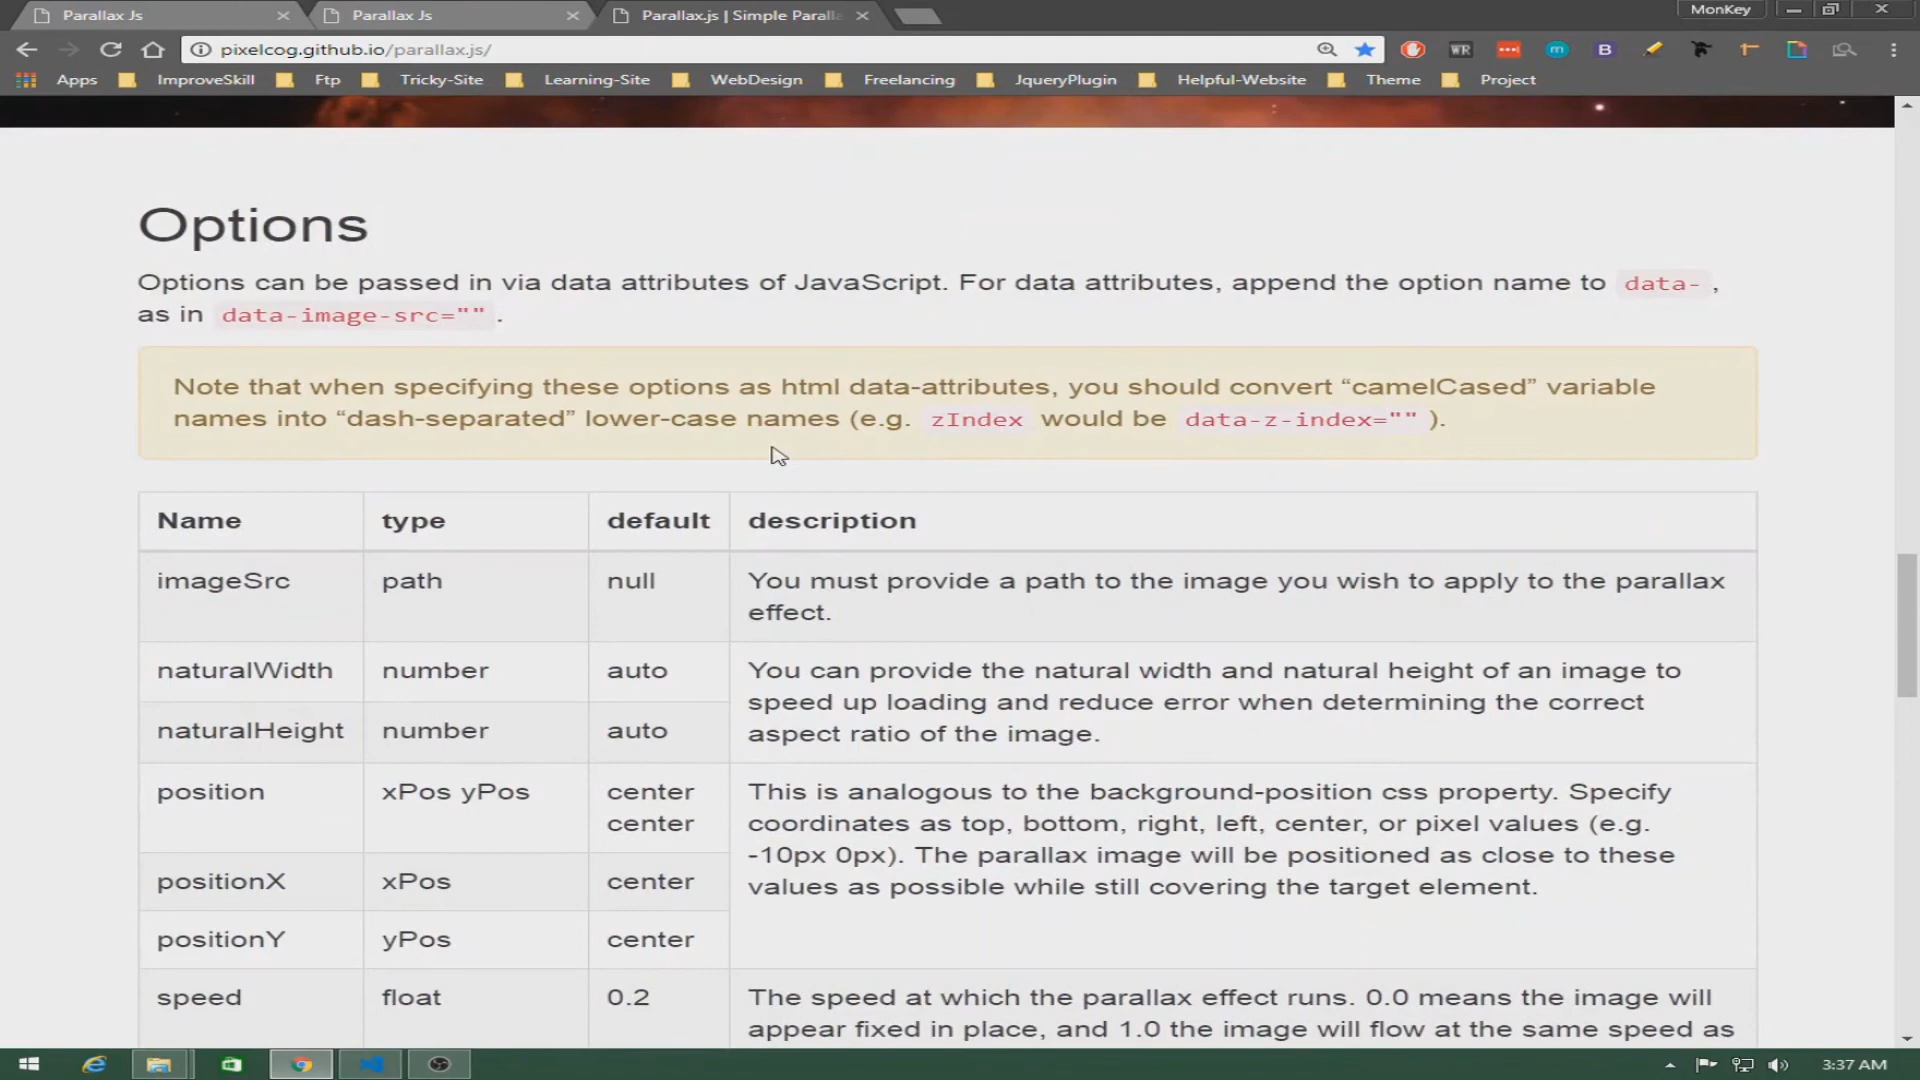 Parallax Js
Parallax Js
Parallax.js | Simple Paralla
MonKey
pixelcog.github.io/parallax.js/
WR
m
B
Apps ImproveSkill Ftp Tricky-Site Learning-Site WebDesign Freelancing JqueryPlugin Helpful-Website Theme Project
Options
Options can be passed in via data attributes of JavaScript. For data attributes, append the option name to data- ,
as in data-image-src="" .
Note that when specifying these options as html data-attributes, you should convert “camelCased” variable
names into “dash-separated” lower-case names (e.g. zIndex would be data-z-index="" ).
Name type default description
imageSrc path null You must provide a path to the image you wish to apply to the parallax
effect.
naturalWidth number auto You can provide the natural width and natural height of an image to
speed up loading and reduce error when determining the correct
naturalHeight number auto aspect ratio of the image.
position xPos yPos center This is analogous to the background-position css property. Specify
center coordinates as top, bottom, right, left, center, or pixel values (e.g.
-10px 0px). The parallax image will be positioned as close to these
positionX xPos center values as possible while still covering the target element.
positionY yPos center
speed float 0.2 The speed at which the parallax effect runs. 0.0 means the image will
appear fixed in place, and 1.0 the image will flow at the same speed as
3:37 AM